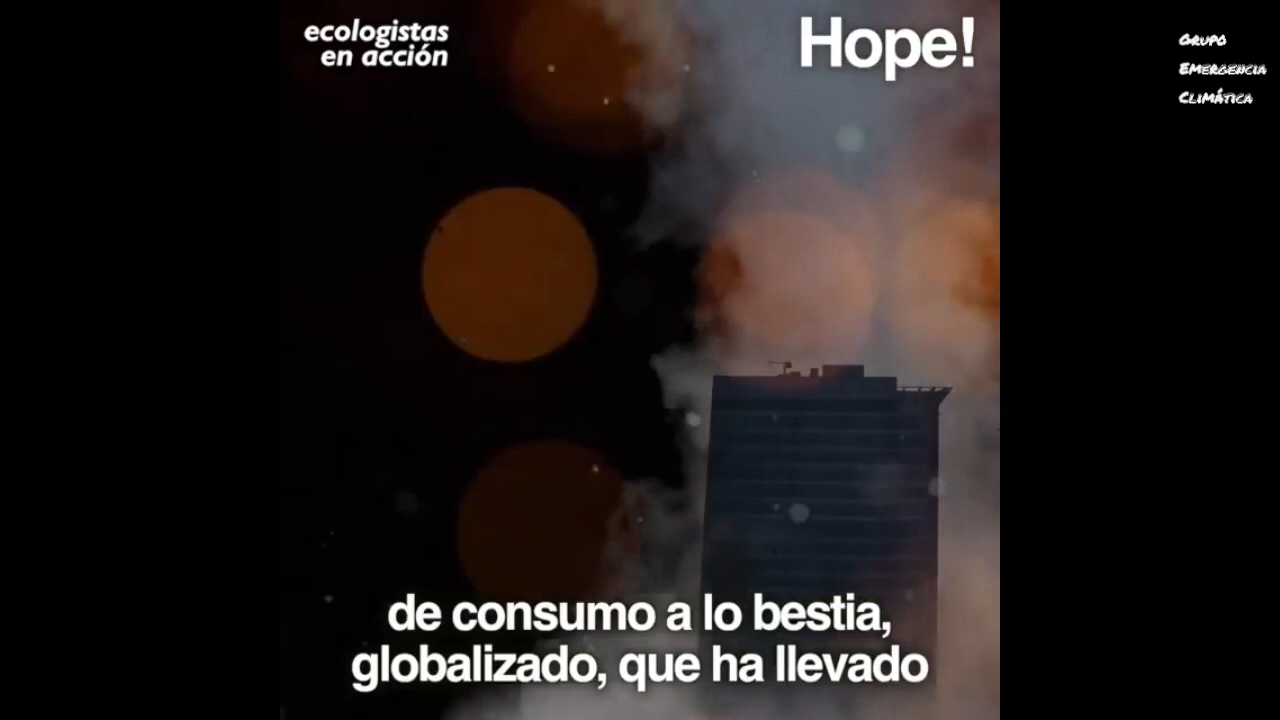 ecologistas
en acción
Hope!
Grupo
Emergencia
Climática
de consumo a lo bestia,
globalizado, que ha llevado